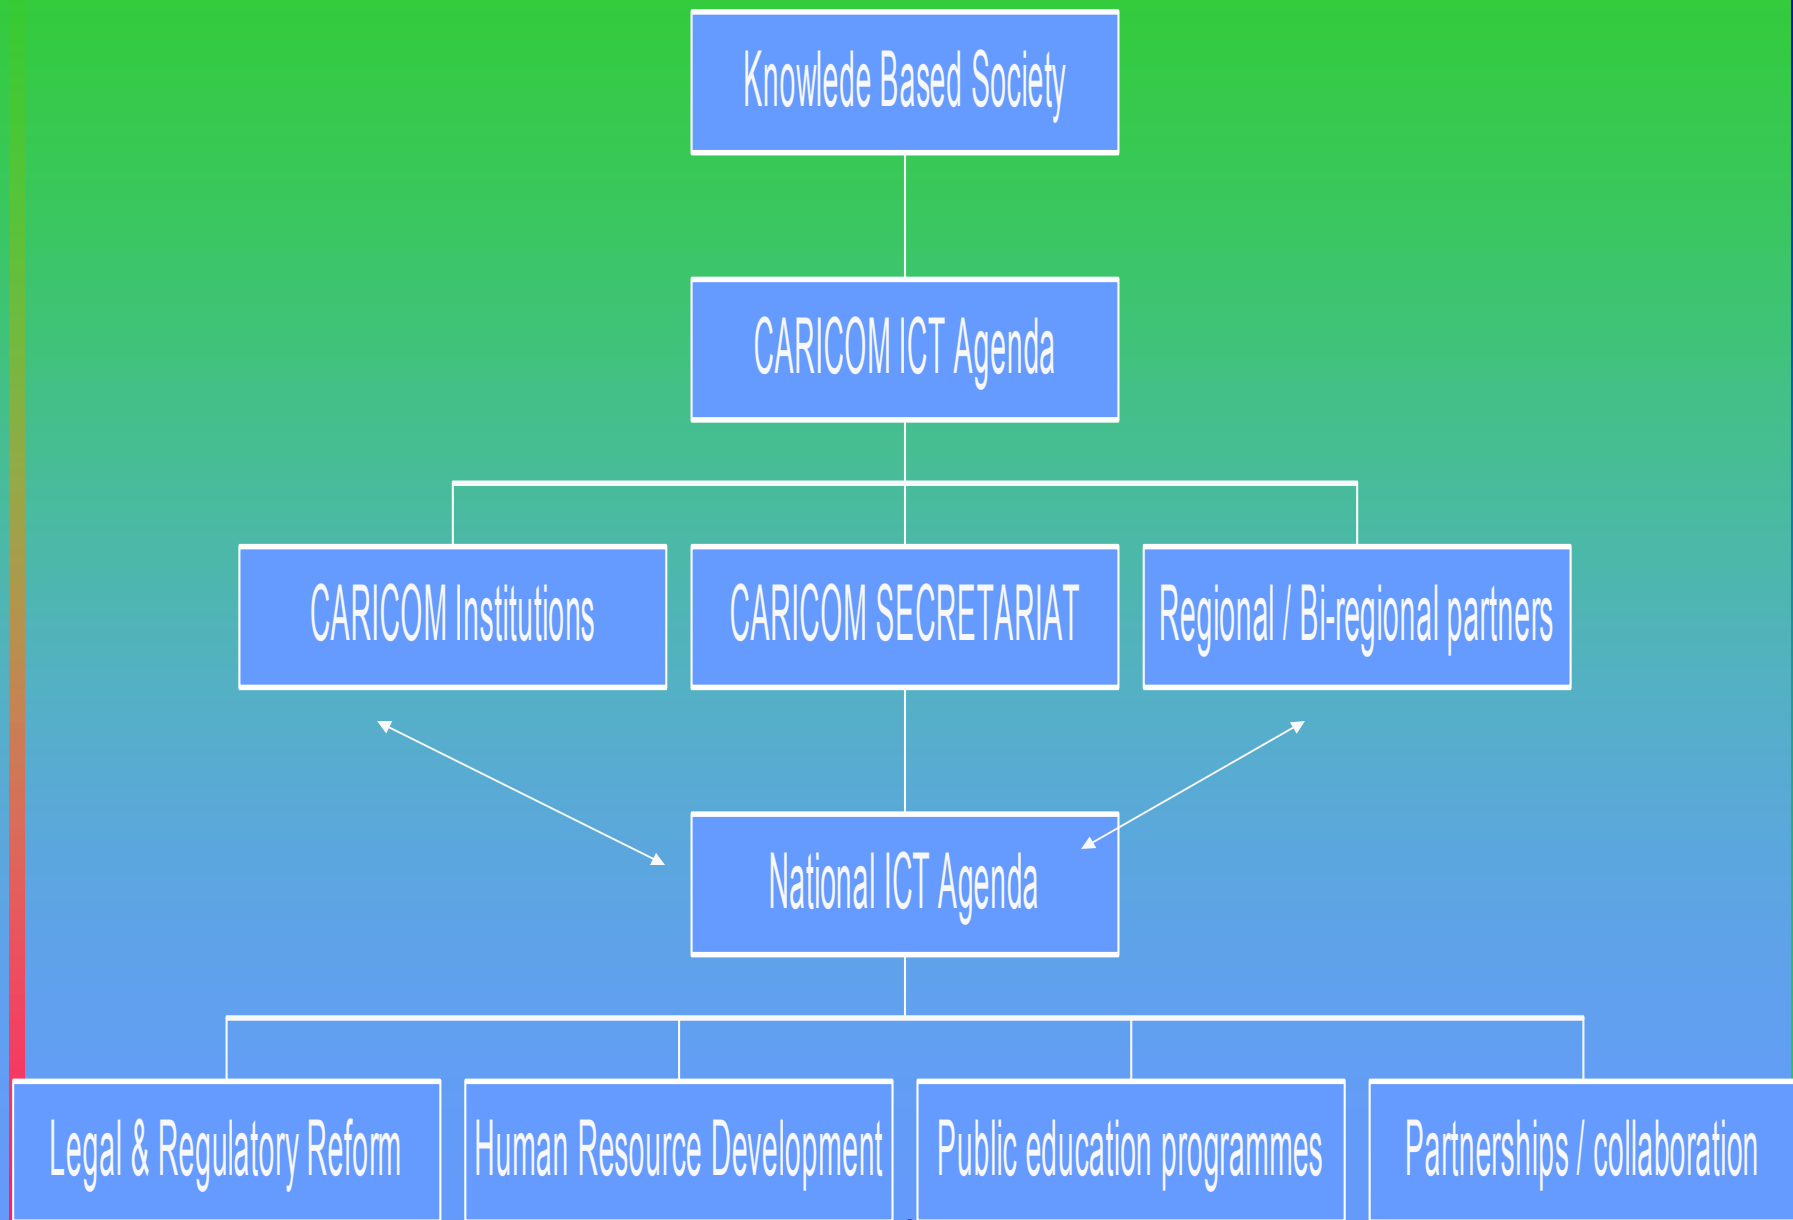 Knowlede Based Society
CARICOM ICT Agenda
CARICOM Institutions
CARICOM SECRETARIAT
Regional / Bi-regional partners
National ICT Agenda
Legal & Regulatory Reform
Human Resource Development
Public education programmes
Partnerships / collaboration